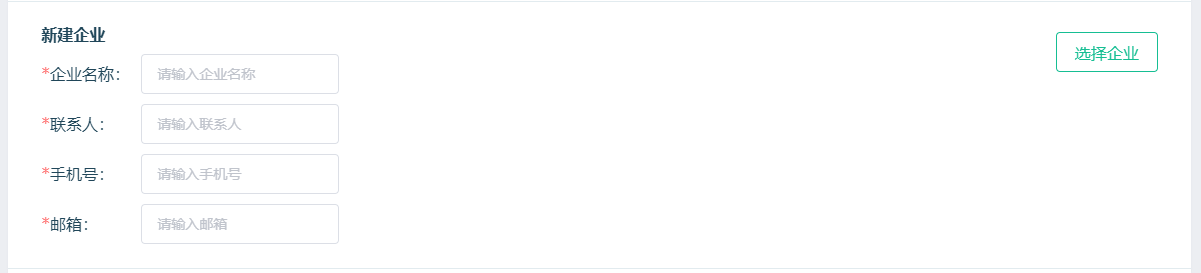 新建企业
选择企业
*企业名称：
请输入企业名称
*联系人：
请输入联系人
*手机号：
请输入手机号
*邮箱：
请输入邮箱